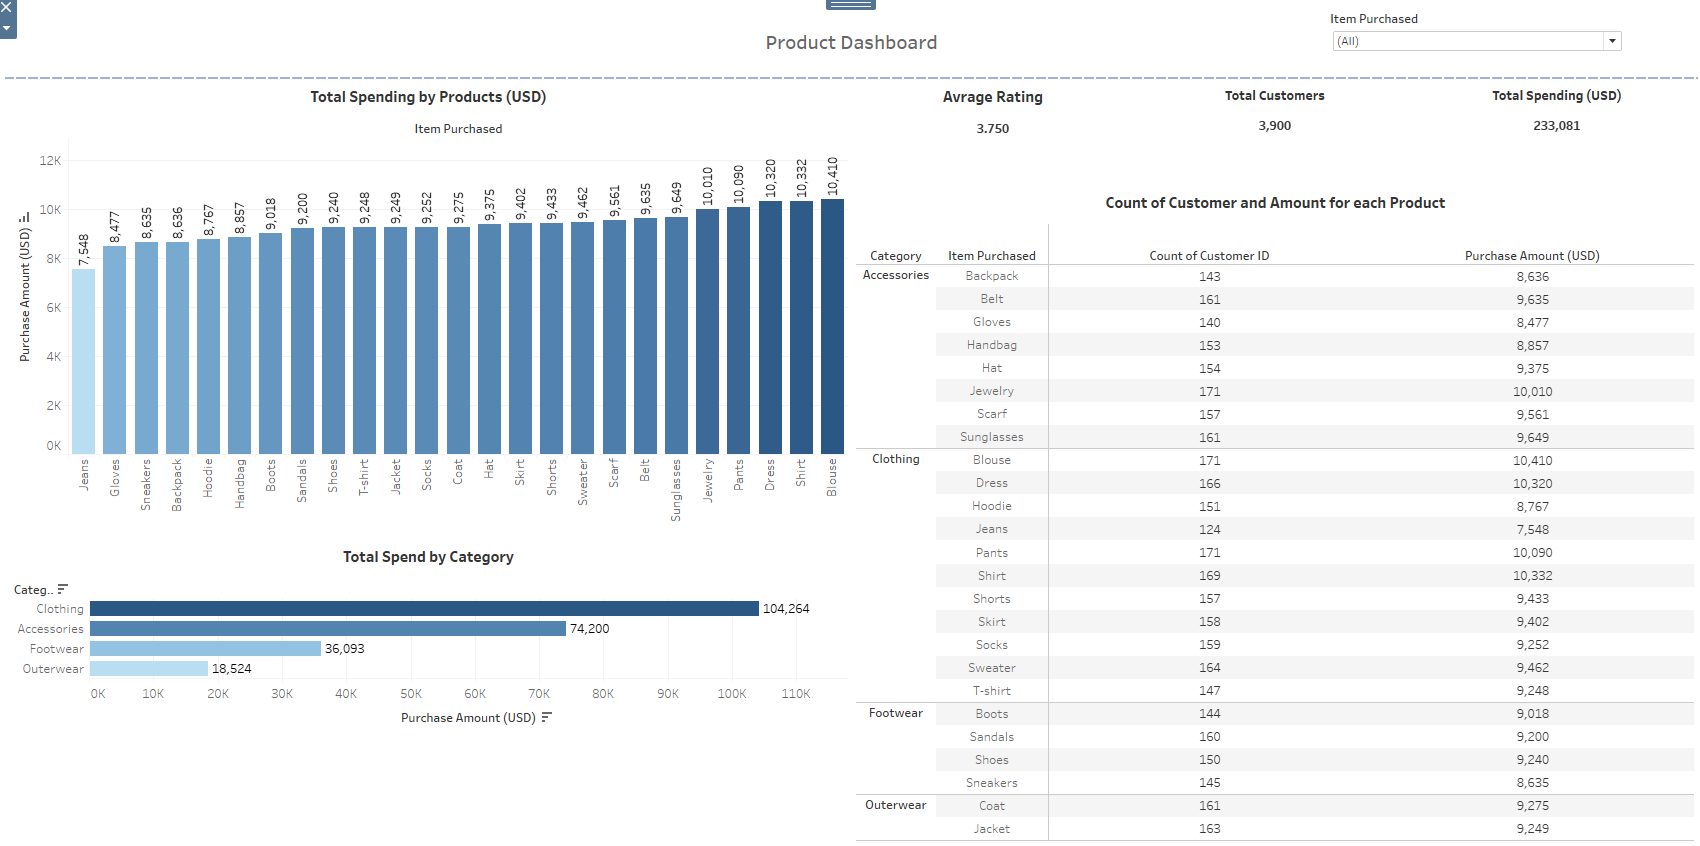 Product Dashboard
Item Purchased
(All)
Total Spending by Products (USD)
Item Purchased
Purchase Amount (USD)
12K
10K
8K
6K
4K
2K
0K
7,548
8,477
8,635
8,636
8,767
8,857
9,018
9,200
9,240
9,248
9,249
9,252
9,275
9,375
9,402
9,433
9,462
9,561
9,635
9,649
10,010
10,090
10,320
10,332
10,410
Jeans
Gloves
Sneakers
Backpack
Hoodie
Handbag
Boots
Sandals
Shoes
T-shirt
Jacket
Socks
Coat
Hat
Skirt
Shorts
Sweater
Scarf
Belt
Sunglasses
Jewelry
Pants
Dress
Shirt
Blouse
Total Spend by Category
Categ..
Clothing 104,264
Accessories 74,200
Footwear 36,093
Outerwear 18,524
0K 10K 20K 30K 40K 50K 60K 70K 80K 90K 100K 110K
Purchase Amount (USD)
Avrage Rating Total Customers Total Spending (USD)
3.750 3,900 233,081
Count of Customer and Amount for each Product
Category Item Purchased Count of Customer ID Purchase Amount (USD)
Accessories Backpack 143 8,636
Belt 161 9,635
Gloves 140 8,477
Handbag 153 8,857
Hat 154 9,375
Jewelry 171 10,010
Scarf 157 9,561
Sunglasses 161 9,649
Clothing Blouse 171 10,410
Dress 166 10,320
Hoodie 151 8,767
Jeans 124 7,548
Pants 171 10,090
Shirt 169 10,332
Shorts 157 9,433
Skirt 158 9,402
Socks 159 9,252
Sweater 164 9,462
T-shirt 147 9,248
Footwear Boots 144 9,018
Sandals 160 9,200
Shoes 150 9,240
Sneakers 145 8,635
Outerwear Coat 161 9,275
Jacket 163 9,249